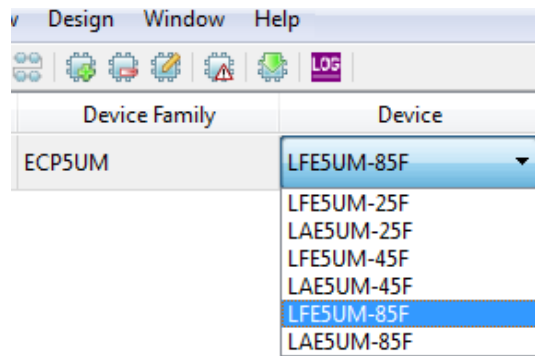 Design Window Help
LOG
Device Family Device
ECP5UM LFE5UM-85F
LFE5UM-25F
LAE5UM-25F
LFE5UM-45F
LAE5UM-45F
LFE5UM-85F
LAE5UM-85F